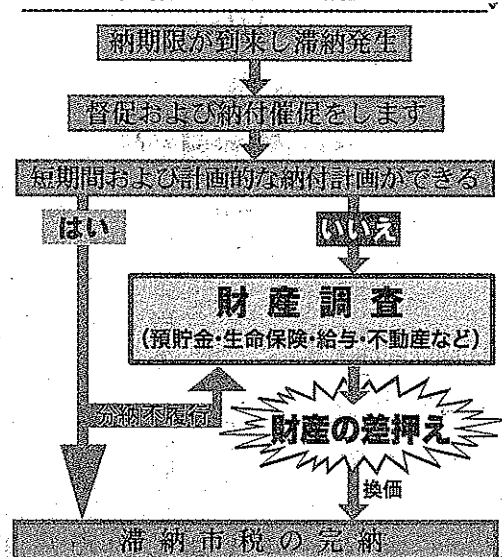 納期限が到来し滞納発生
督促および納付催促をします
短期間および計画的な納付計画ができる
はい
いいえ
財産調査
(預貯金・生命保険・給与・不動産など)
分納不履行
財産の差押え
換価
滞納市税の完納